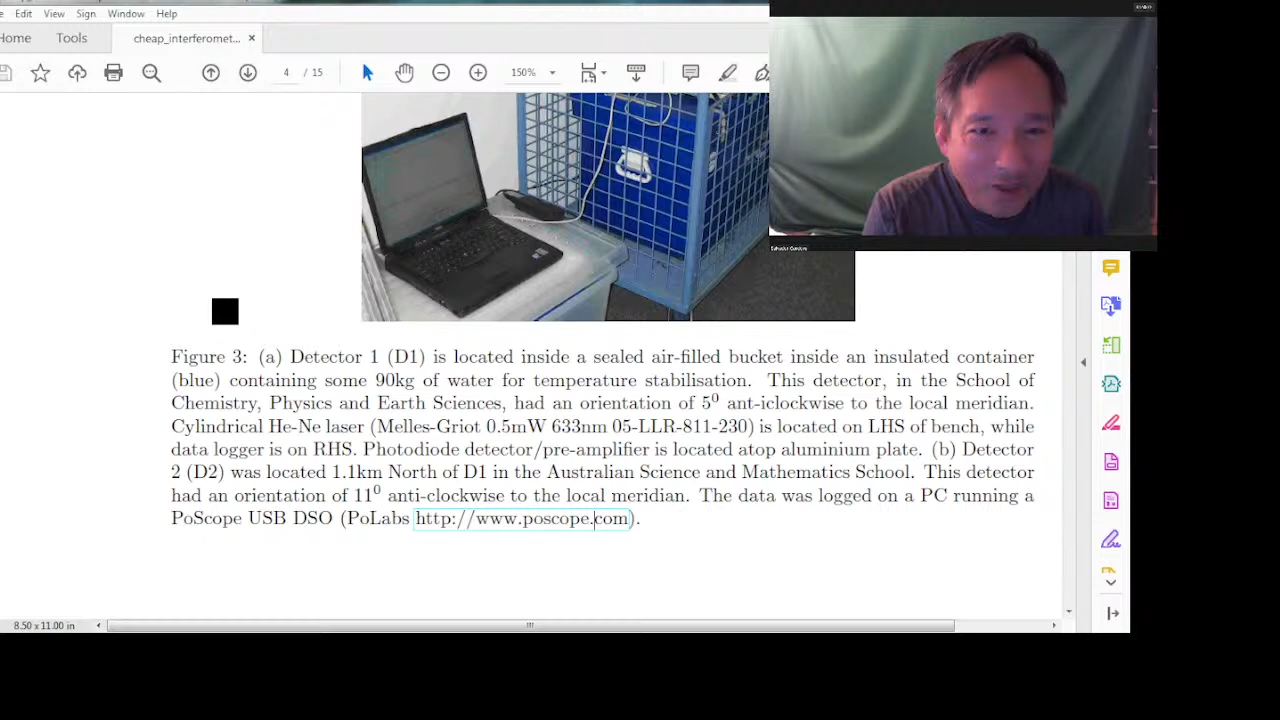 Edit View Sign Window Help
Home Tools cheap_interferomet... ×
4 / 15 150%
Salvador Cordova
Figure 3: (a) Detector 1 (D1) is located inside a sealed air-filled bucket inside an insulated container
(blue) containing some 90kg of water for temperature stabilisation. This detector, in the School of
Chemistry, Physics and Earth Sciences, had an orientation of 5⁰ ant-iclockwise to the local meridian.
Cylindrical He-Ne laser (Melles-Griot 0.5mW 633nm 05-LLR-811-230) is located on LHS of bench, while
data logger is on RHS. Photodiode detector/pre-amplifier is located atop aluminium plate. (b) Detector
2 (D2) was located 1.1km North of D1 in the Australian Science and Mathematics School. This detector
had an orientation of 11⁰ anti-clockwise to the local meridian. The data was logged on a PC running a
PoScope USB DSO (PoLabs http://www.poscope.com).
8.50 x 11.00 in